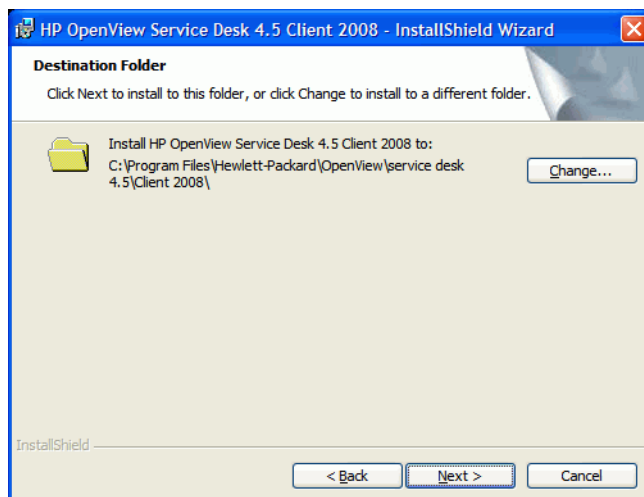 HP OpenView Service Desk 4.5 Client 2008 - InstallShield Wizard
Destination Folder
Click Next to install to this folder, or click Change to install to a different folder.
Install HP OpenView Service Desk 4.5 Client 2008 to:
C:\Program Files\Hewlett-Packard\OpenView\service desk
4.5\Client 2008\
Change...
InstallShield
< Back
Next >
Cancel